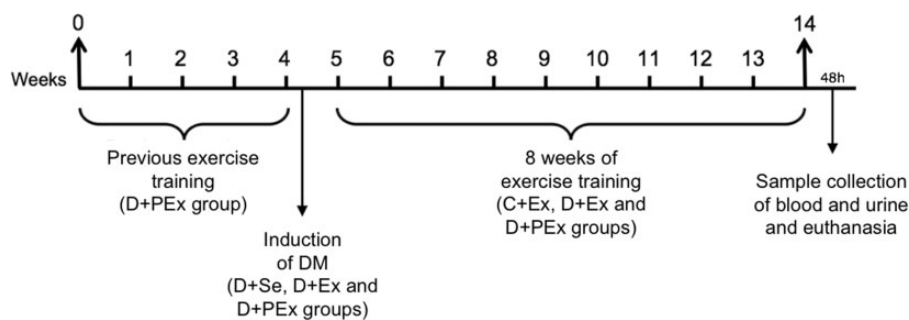 0 14
1 2 3 4 5 6 7 8 9 10 11 12 13
Weeks 48h
Previous exercise
training
(D+PEx group)
Induction
of DM
(D+Se, D+Ex and
D+PEx groups)
8 weeks of
exercise training
(C+Ex, D+Ex and
D+PEx groups)
Sample collection
of blood and urine
and euthanasia